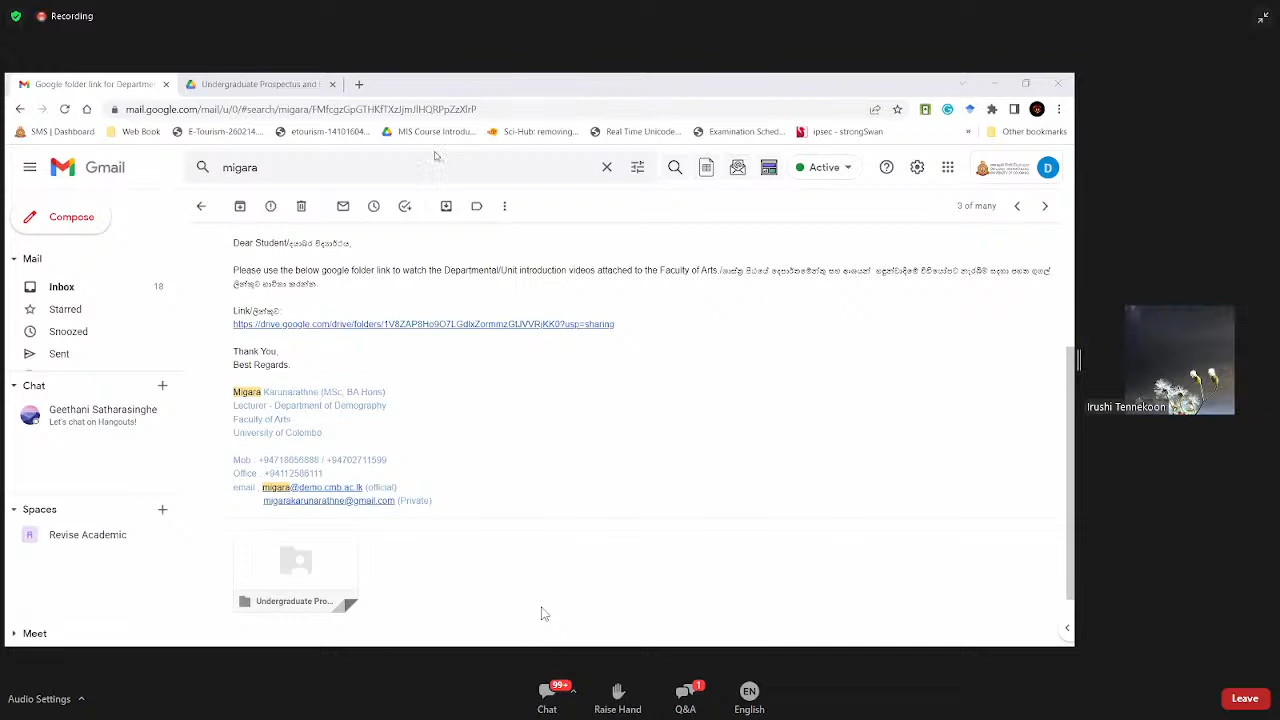 Recording
Google folder link for Departme
Undergraduate Prospectus and
mail.google.com/mail/u/0/#search/migara/FMfcgzGpGTHKfTXzJjmJlHQRPpZzXlrP
SMS | Dashboard
Web Book
E-Tourism-260214...
etourism-14101604...
MIS Course Introdu...
Sci-Hub: removing...
Real Time Unicode...
Examination Sched...
ipsec - strongSwan
»
Other bookmarks
Gmail
migara
Active
D
Compose
3 of many
Mail
Inbox 18
Starred
Snoozed
Sent
Chat
Geethani Satharasinghe
Let's chat on Hangouts!
Spaces
R Revise Academic
Meet
Dear Student/
Please use the below google folder link to watch the Departmental/Unit introduction videos attached to the Faculty of Arts./
Link/ලින්කුව:
https://drive.google.com/drive/folders/1V8ZAP8Ho9O7LGdlxZormmzGtJVVRjKK0?usp=sharing
Thank You,
Best Regards.
Migara Karunarathne (MSc, BA Hons)
Lecturer - Department of Demography
Faculty of Arts
University of Colombo
Mob : +94718656888 / +94702711599
Office : +94112586111
email : migara@demo.cmb.ac.lk (official)
migarakarunarathne@gmail.com (Private)
Undergraduate Pro...
Irushi Tennekoon
Audio Settings
99+
Chat
Raise Hand
1
Q&A
EN
English
Leave